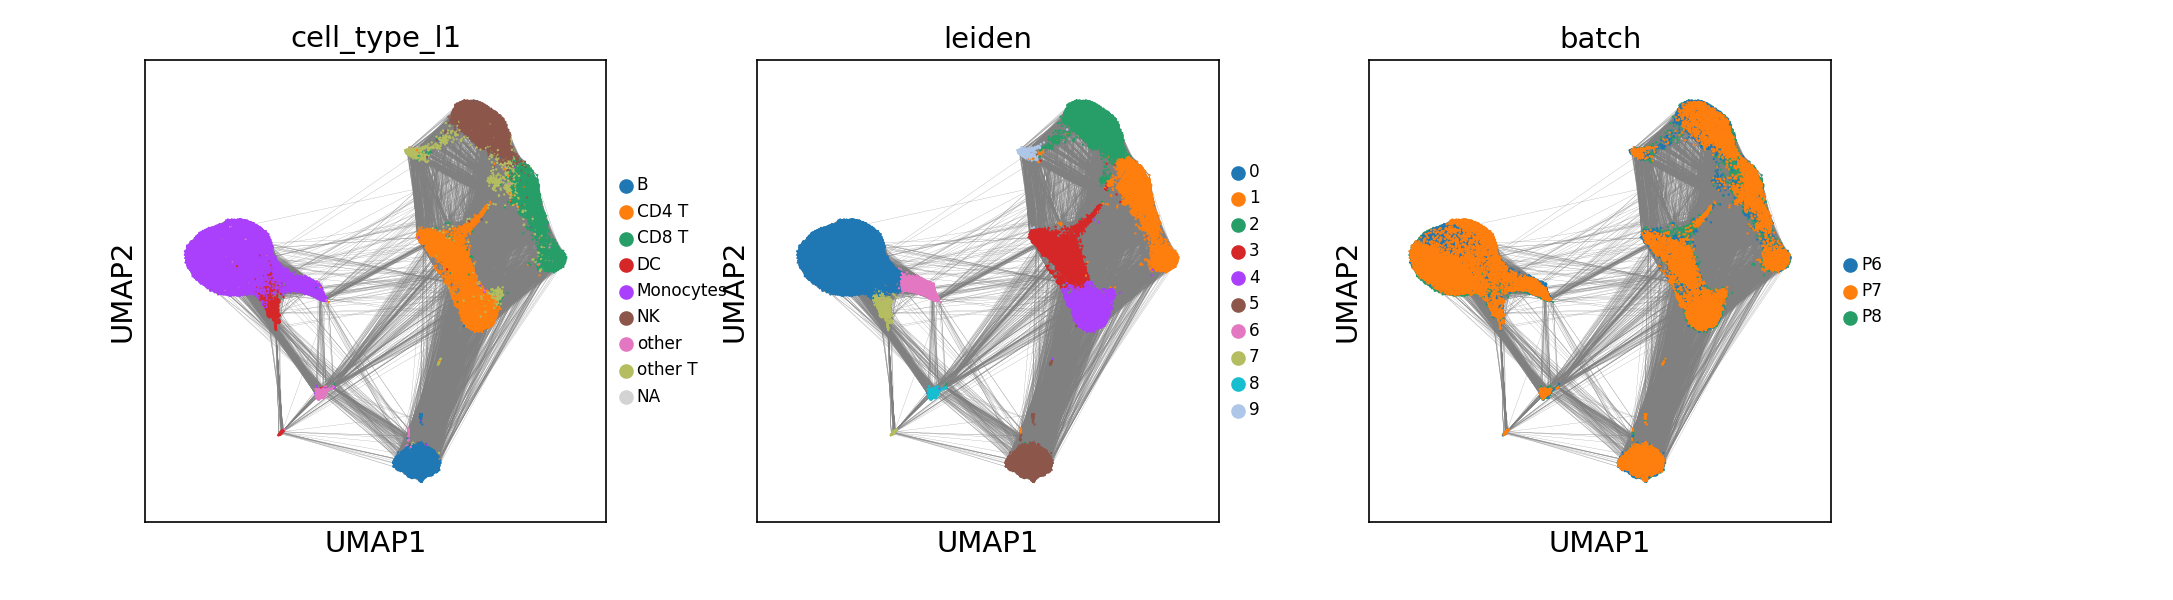 cell_type_l1
UMAP2
UMAP1
B
CD4 T
CD8 T
DC
Monocytes
NK
other
other T
NA
leiden
UMAP2
UMAP1
0
1
2
3
4
5
6
7
8
9
batch
UMAP2
UMAP1
P6
P7
P8